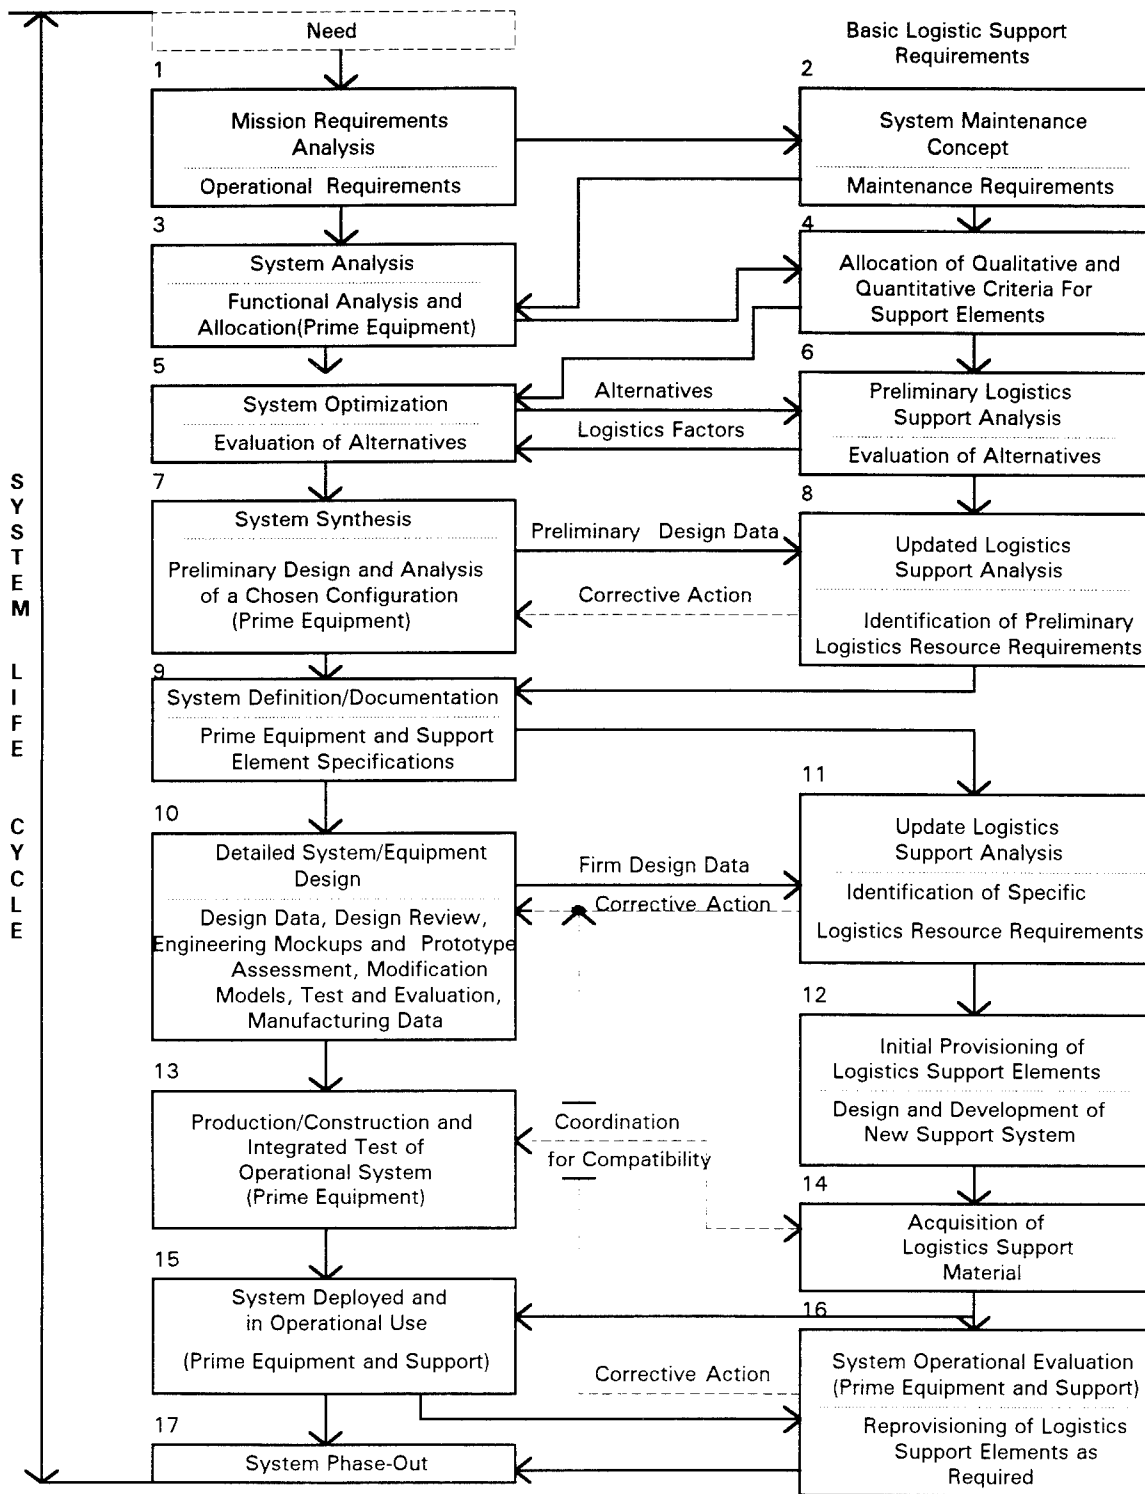 Need
Basic Logistic Support
Requirements
1
Mission Requirements
Analysis
Operational Requirements
2
System Maintenance
Concept
Maintenance Requirements
3
System Analysis
Functional Analysis and
Allocation(Prime Equipment)
4
Allocation of Qualitative and
Quantitative Criteria For
Support Elements
5
System Optimization
Evaluation of Alternatives
Alternatives
Logistics Factors
6
Preliminary Logistics
Support Analysis
Evaluation of Alternatives
7
System Synthesis
Preliminary Design and Analysis
of a Chosen Configuration
(Prime Equipment)
Preliminary Design Data
Corrective Action
8
Updated Logistics
Support Analysis
Identification of Preliminary
Logistics Resource Requirements
9
System Definition/Documentation
Prime Equipment and Support
Element Specifications
10
Detailed System/Equipment
Design
Design Data, Design Review,
Engineering Mockups and Prototype
Assessment, Modification
Models, Test and Evaluation,
Manufacturing Data
Firm Design Data
Corrective Action
11
Update Logistics
Support Analysis
Identification of Specific
Logistics Resource Requirements
12
Initial Provisioning of
Logistics Support Elements
Design and Development of
New Support System
13
Production/Construction and
Integrated Test of
Operational System
(Prime Equipment)
Coordination
for Compatibility
14
Acquisition of
Logistics Support
Material
15
System Deployed and
in Operational Use
(Prime Equipment and Support)
Corrective Action
16
System Operational Evaluation
(Prime Equipment and Support)
Reprovisioning of Logistics
Support Elements as
Required
17
System Phase-Out
SYSTEM LIFE CYCLE